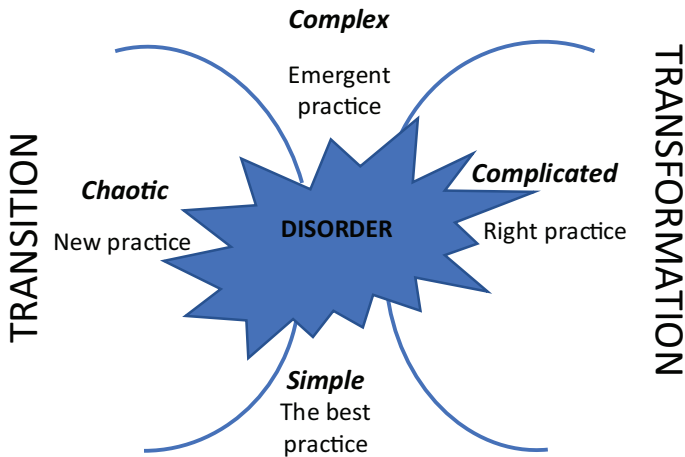 Complex
Emergent
practice
TRANSITION
Chaotic
New practice
DISORDER
Complicated
Right practice
TRANSFORMATION
Simple
The best
practice